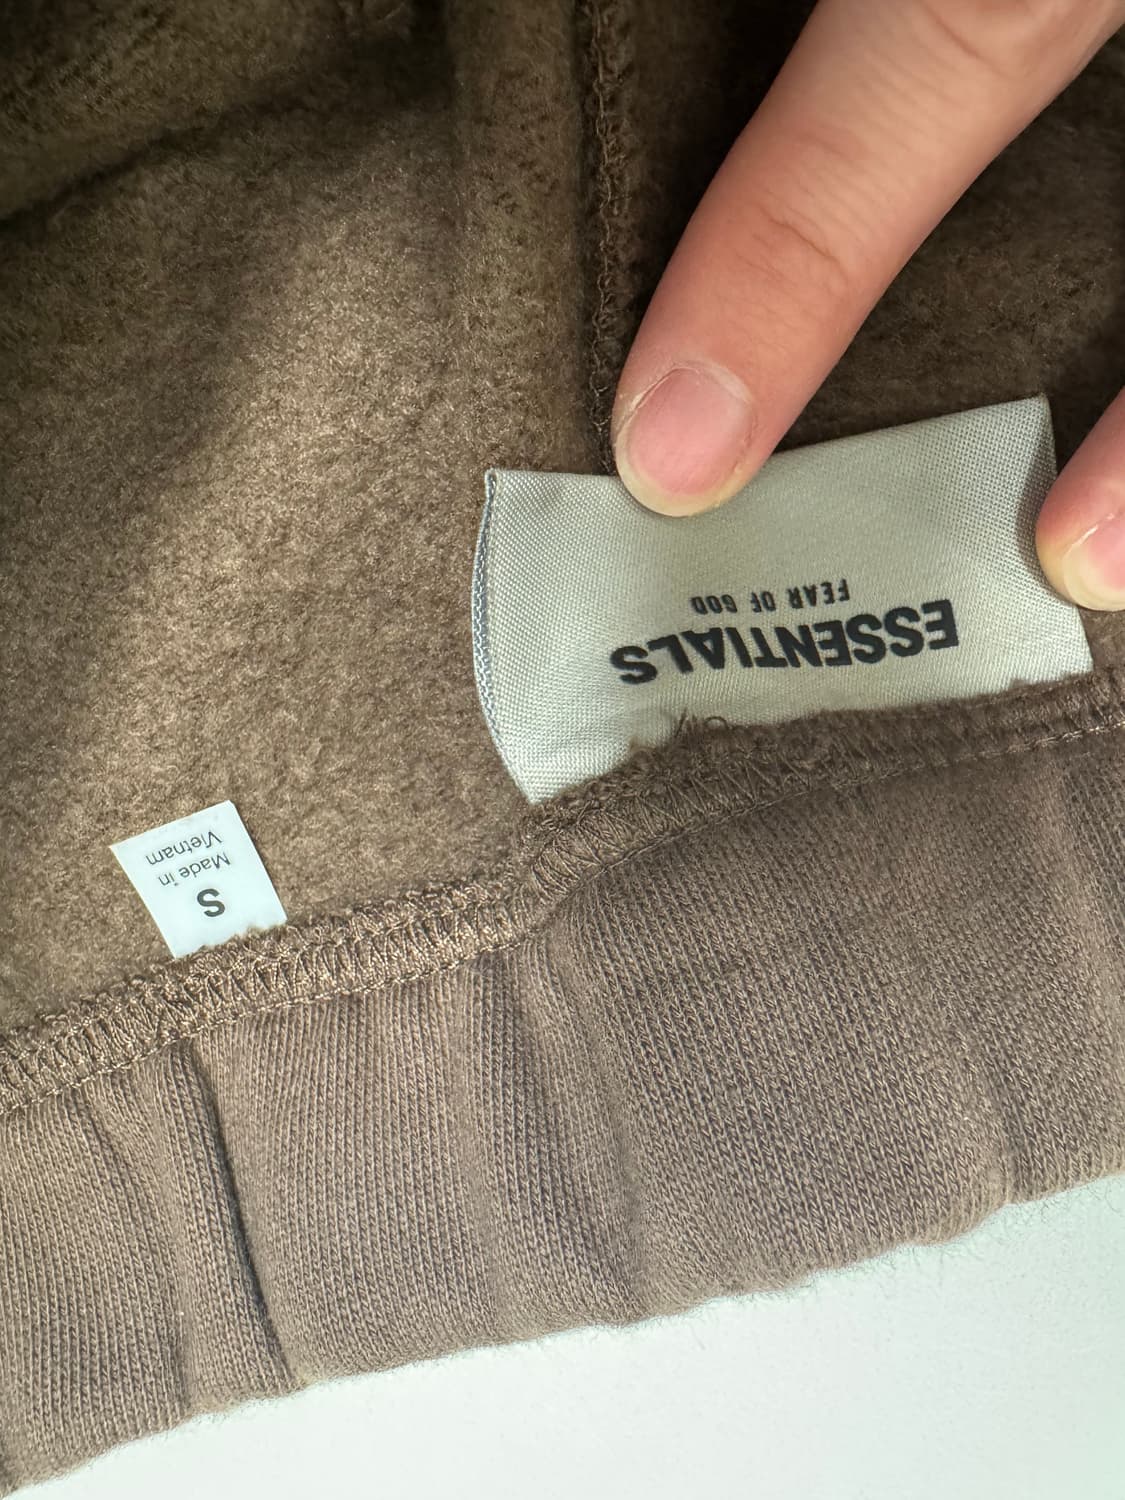 ESSENTIALS
FEAR OF GOD
S
Made in
Vietnam